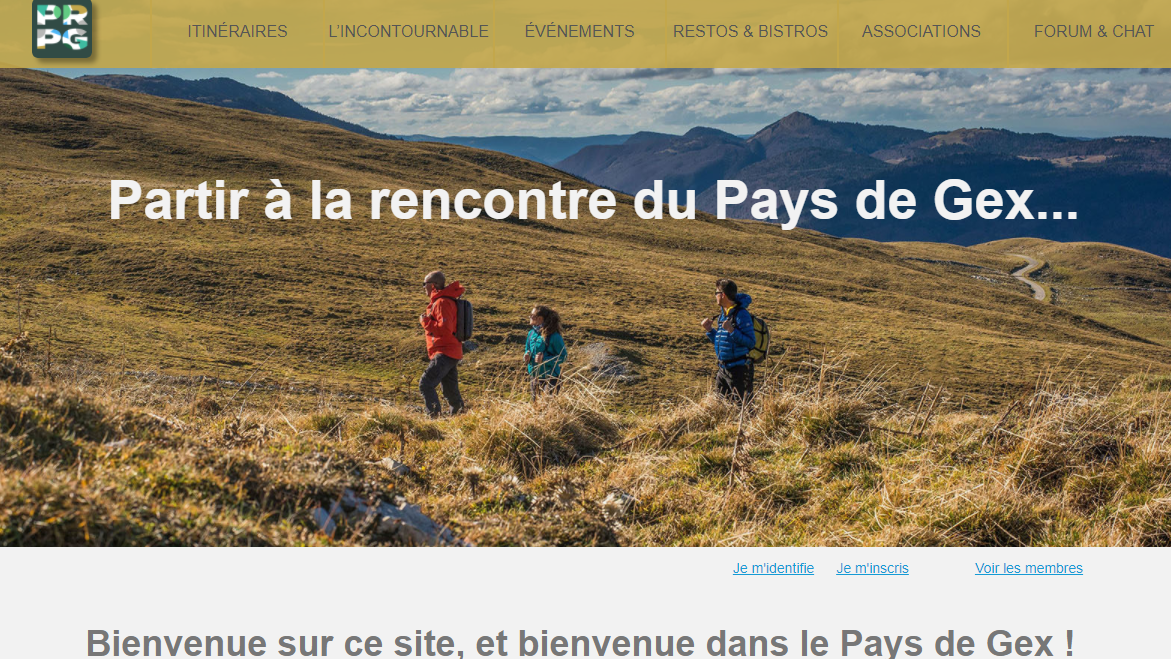 PR
PG
ITINÉRAIRES L'INCONTOURNABLE ÉVÉNEMENTS RESTOS & BISTROS ASSOCIATIONS FORUM & CHAT
Partir à la rencontre du Pays de Gex...
Je m'identifie Je m'inscris Voir les membres
Bienvenue sur ce site, et bienvenue dans le Pays de Gex !